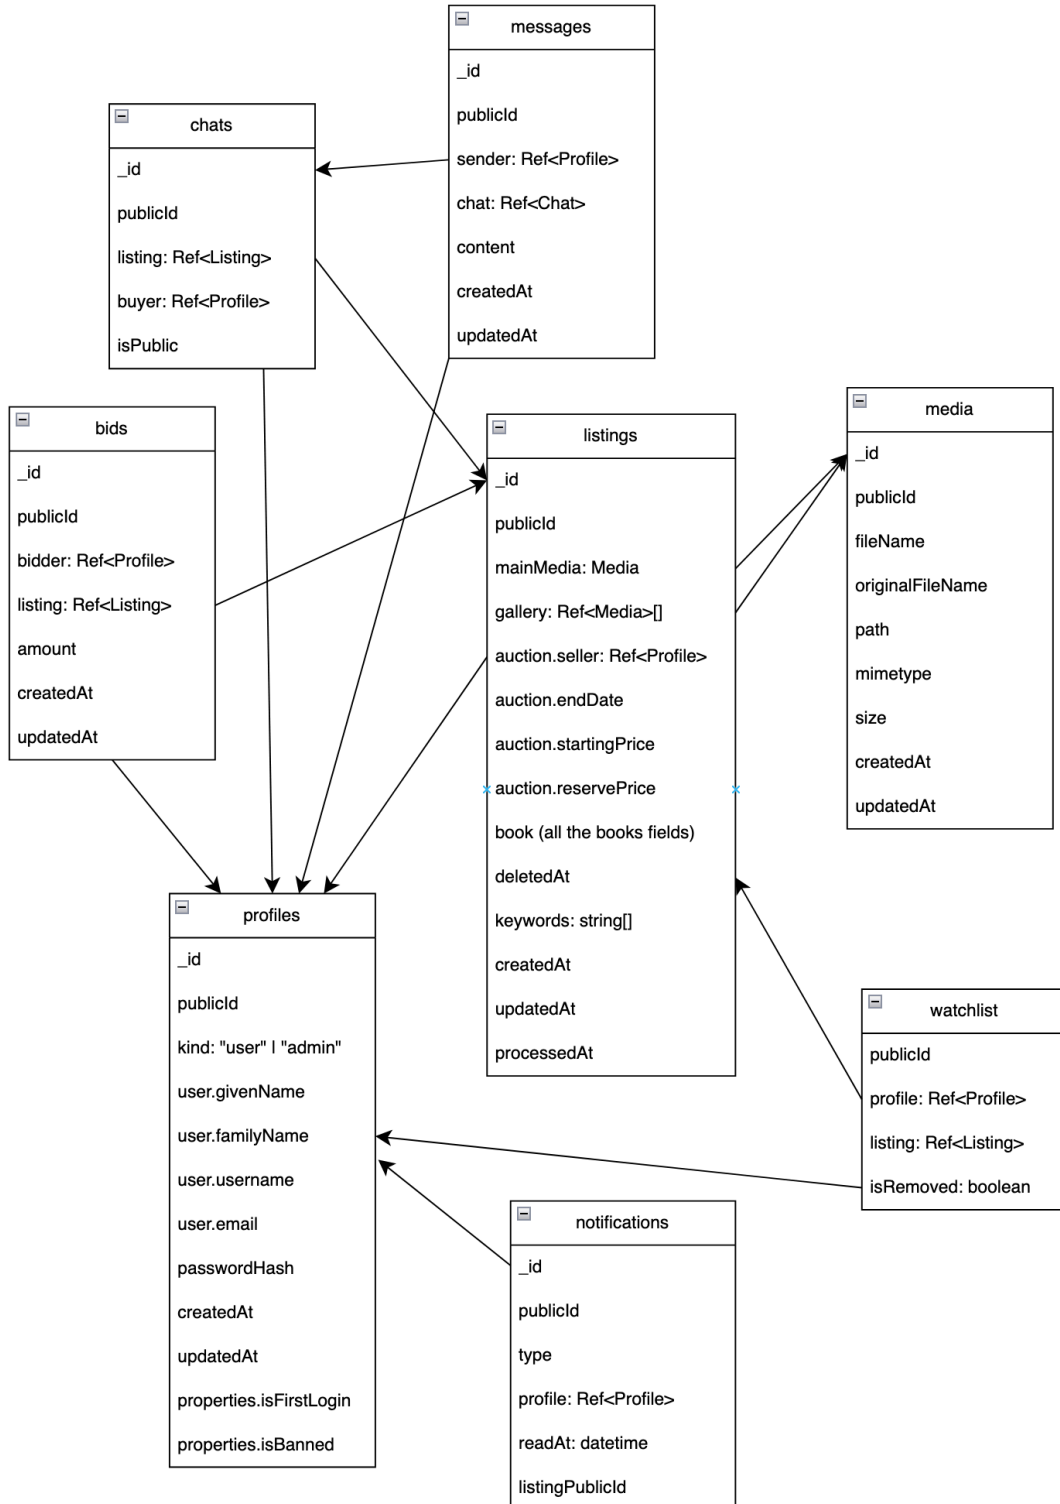 messages
_id
publicId
sender: Ref<Profile>
chat: Ref<Chat>
content
createdAt
updatedAt
chats
_id
publicId
listing: Ref<Listing>
buyer: Ref<Profile>
isPublic
bids
_id
publicId
bidder: Ref<Profile>
listing: Ref<Listing>
amount
createdAt
updatedAt
listings
_id
publicId
mainMedia: Media
gallery: Ref<Media>[]
auction.seller: Ref<Profile>
auction.endDate
auction.startingPrice
auction.reservePrice
book (all the books fields)
deletedAt
keywords: string[]
createdAt
updatedAt
processedAt
media
_id
publicId
fileName
originalFileName
path
mimetype
size
createdAt
updatedAt
profiles
_id
publicId
kind: "user" | "admin"
user.givenName
user.familyName
user.username
user.email
passwordHash
createdAt
updatedAt
properties.isFirstLogin
properties.isBanned
watchlist
publicId
profile: Ref<Profile>
listing: Ref<Listing>
isRemoved: boolean
notifications
_id
publicId
type
profile: Ref<Profile>
readAt: datetime
listingPublicId